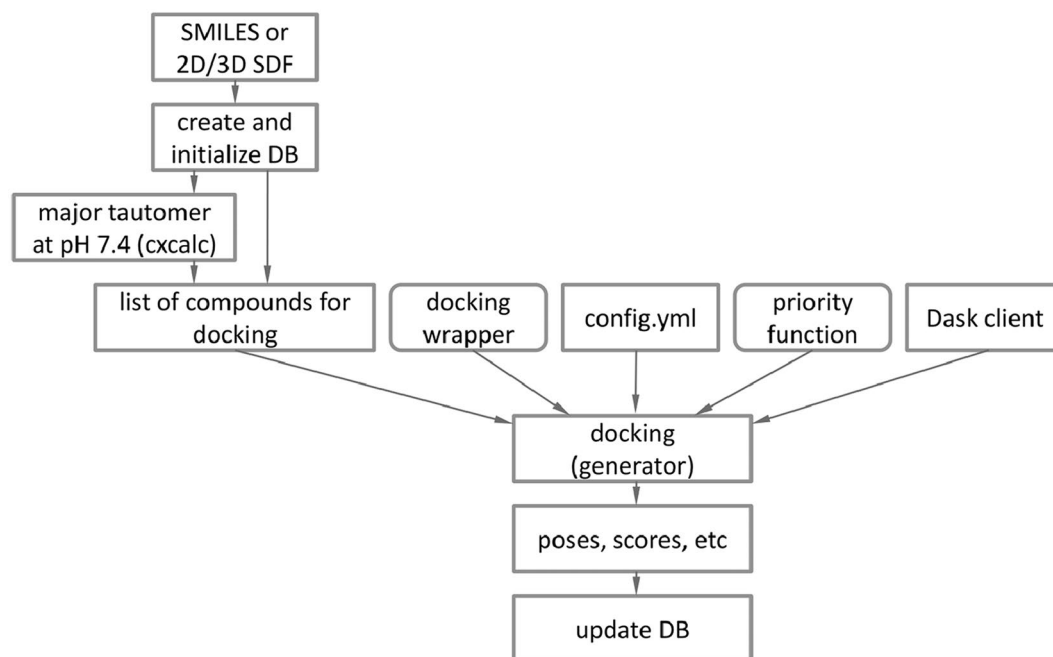 SMILES or
2D/3D SDF
create and
initialize DB
major tautomer
at pH 7.4 (cxcalc)
list of compounds for
docking
docking
wrapper
config.yml
priority
function
Dask client
docking
(generator)
poses, scores, etc
update DB